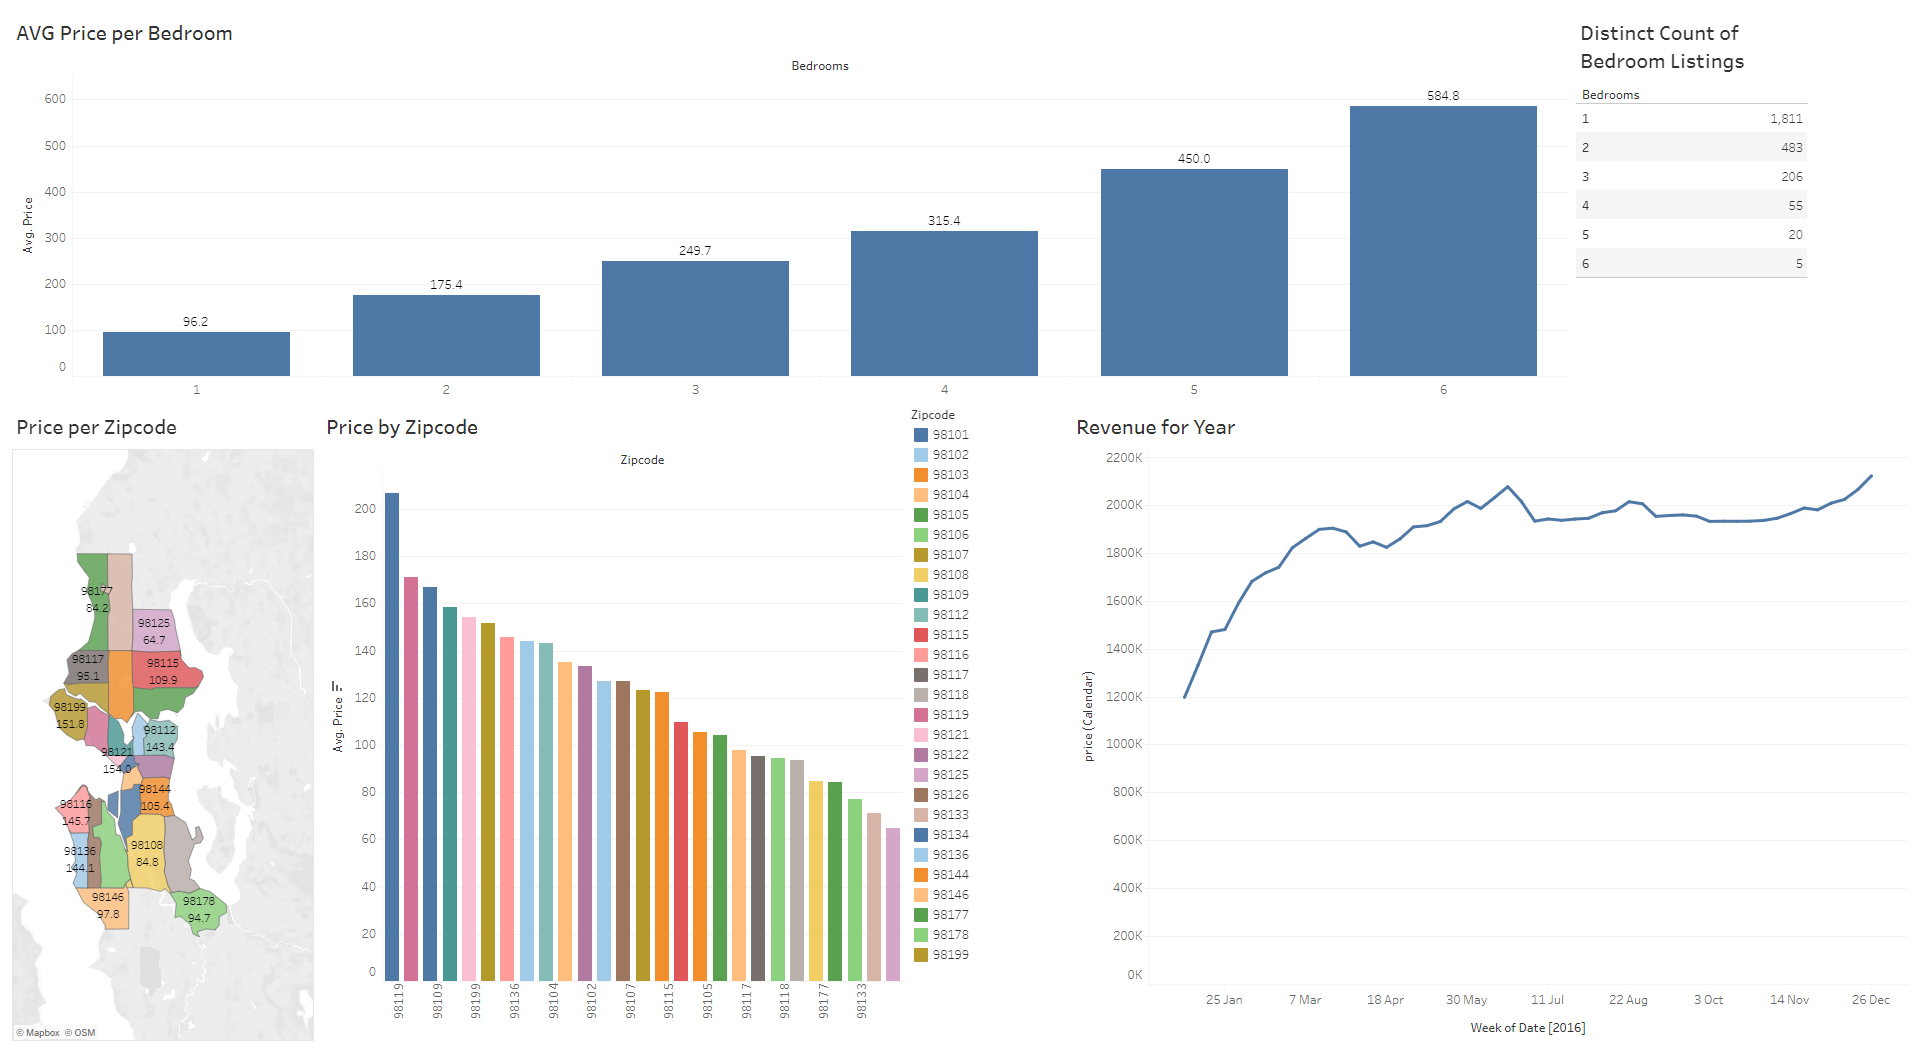 AVG Price per Bedroom
Bedrooms
Avg. Price
600
500
400
300
200
100
0
96.2
175.4
249.7
315.4
450.0
584.8
1
2
3
4
5
6
Distinct Count of
Bedroom Listings
Bedrooms
1 1,811
2 483
3 206
4 55
5 20
6 5
Price per Zipcode
98177
84.2
98125
64.7
98117
95.1
98115
109.9
98199
151.8
98112
143.4
98121
154.0
98144
105.4
98116
145.7
98136
144.1
98108
84.8
98146
97.8
98178
94.7
© Mapbox © OSM
Price by Zipcode
Zipcode
Avg. Price
200
180
160
140
120
100
80
60
40
20
0
98119
98109
98199
98136
98104
98102
98107
98115
98105
98117
98118
98177
98133
Zipcode
98101
98102
98103
98104
98105
98106
98107
98108
98109
98112
98115
98116
98117
98118
98119
98121
98122
98125
98126
98133
98134
98136
98144
98146
98177
98178
98199
Revenue for Year
price (Calendar)
2200K
2000K
1800K
1600K
1400K
1200K
1000K
800K
600K
400K
200K
0K
25 Jan
7 Mar
18 Apr
30 May
11 Jul
22 Aug
3 Oct
14 Nov
26 Dec
Week of Date [2016]